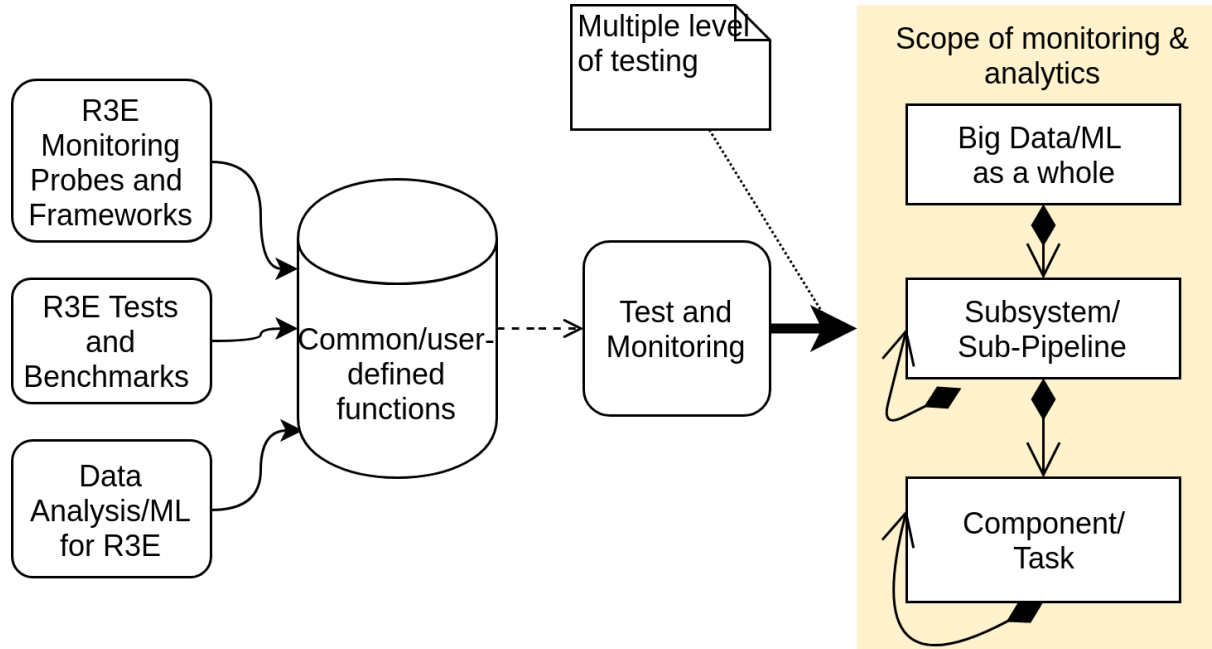 R3E
Monitoring
Probes and
Frameworks
R3E Tests
and
Benchmarks
Data
Analysis/ML
for R3E
Common/user-
defined
functions
Multiple level
of testing
Test and
Monitoring
Scope of monitoring &
analytics
Big Data/ML
as a whole
Subsystem/
Sub-Pipeline
Component/
Task